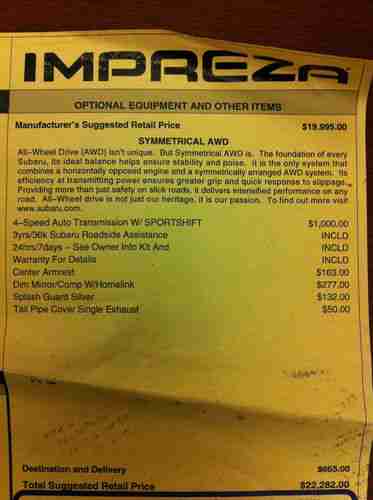 IMPREZA
OPTIONAL EQUIPMENT AND OTHER ITEMS
Manufacturer's Suggested Retail Price $19,995.00
SYMMETRICAL AWD
All-Wheel Drive (AWD) isn't unique. But Symmetrical AWD is. The foundation of every
Subaru, its ideal balance helps ensure stability and poise. It is the only system that
combines a horizontally opposed engine and a symmetrically arranged AWD system. Its
efficiency at transmitting power ensures greater grip and quick response to slippage.
Providing more than just safety on slick roads, it delivers intensified performance on any
road. All-Wheel drive is not just our heritage, it is our passion. To find out more visit
www.subaru.com.
4-Speed Auto Transmission W/ SPORTSHIFT $1,000.00
3yrs/36k Subaru Roadside Assistance INCLD
24hrs/7days - See Owner Info Kit And INCLD
Warranty For Details INCLD
Center Armrest $163.00
Dim Mirror/Comp W/Homelink $277.00
Splash Guard Silver $132.00
Tail Pipe Cover Single Exhaust $50.00
Destination and Delivery $665.00
Total Suggested Retail Price $22,282.00